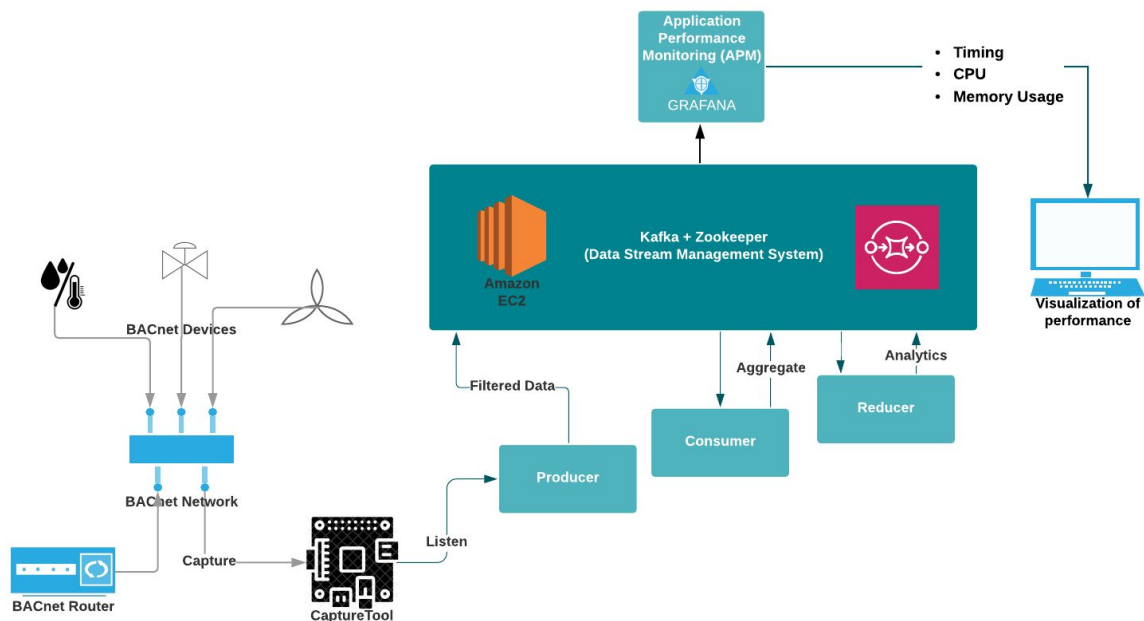 Application
Performance
Monitoring (APM)
GRAFANA
• Timing
• CPU
• Memory Usage
Kafka + Zookeeper
(Data Stream Management System)
Amazon
EC2
Visualization of
performance
BACnet Devices
Filtered Data
Aggregate
Analytics
Reducer
Consumer
Producer
BACnet Network
Listen
Capture
BACnet Router
CaptureTool